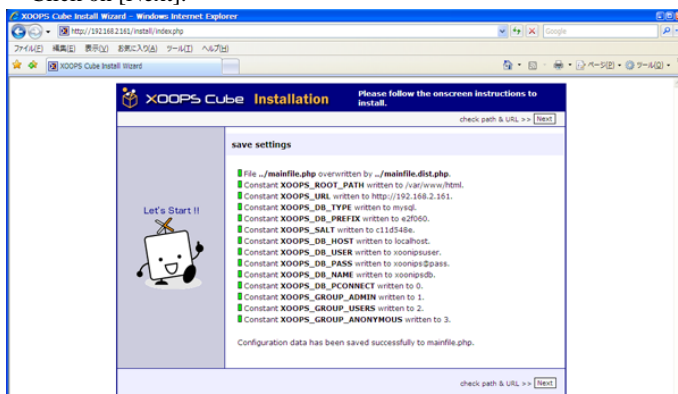 Click on [Next].
XOOPS Cube Install Wizard - Windows Internet Explorer
http://192.168.2.161/install/index.php
Google
ファイル(E) 編集(E) 表示(V) お気に入り(A) ツール(T) ヘルプ(H)
XOOPS Cube Install Wizard
ページ(P) ツール(O)
XOOPS Cube Installation
Please follow the onscreen instructions to
install.
check path & URL >> Next
save settings
File ../mainfile.php overwritten by ../mainfile.dist.php.
Constant XOOPS_ROOT_PATH written to /var/www/html.
Constant XOOPS_URL written to http://192.168.2.161.
Constant XOOPS_DB_TYPE written to mysql.
Constant XOOPS_DB_PREFIX written to e2f060.
Constant XOOPS_SALT written to c11d548e.
Constant XOOPS_DB_HOST written to localhost.
Constant XOOPS_DB_USER written to xoonipsuser.
Constant XOOPS_DB_PASS written to xoonips@pass.
Constant XOOPS_DB_NAME written to xoonipsdb.
Constant XOOPS_DB_PCONNECT written to 0.
Constant XOOPS_GROUP_ADMIN written to 1.
Constant XOOPS_GROUP_USERS written to 2.
Constant XOOPS_GROUP_ANONYMOUS written to 3.
Let's Start !!
Configuration data has been saved successfully to mainfile.php.
check path & URL >> Next